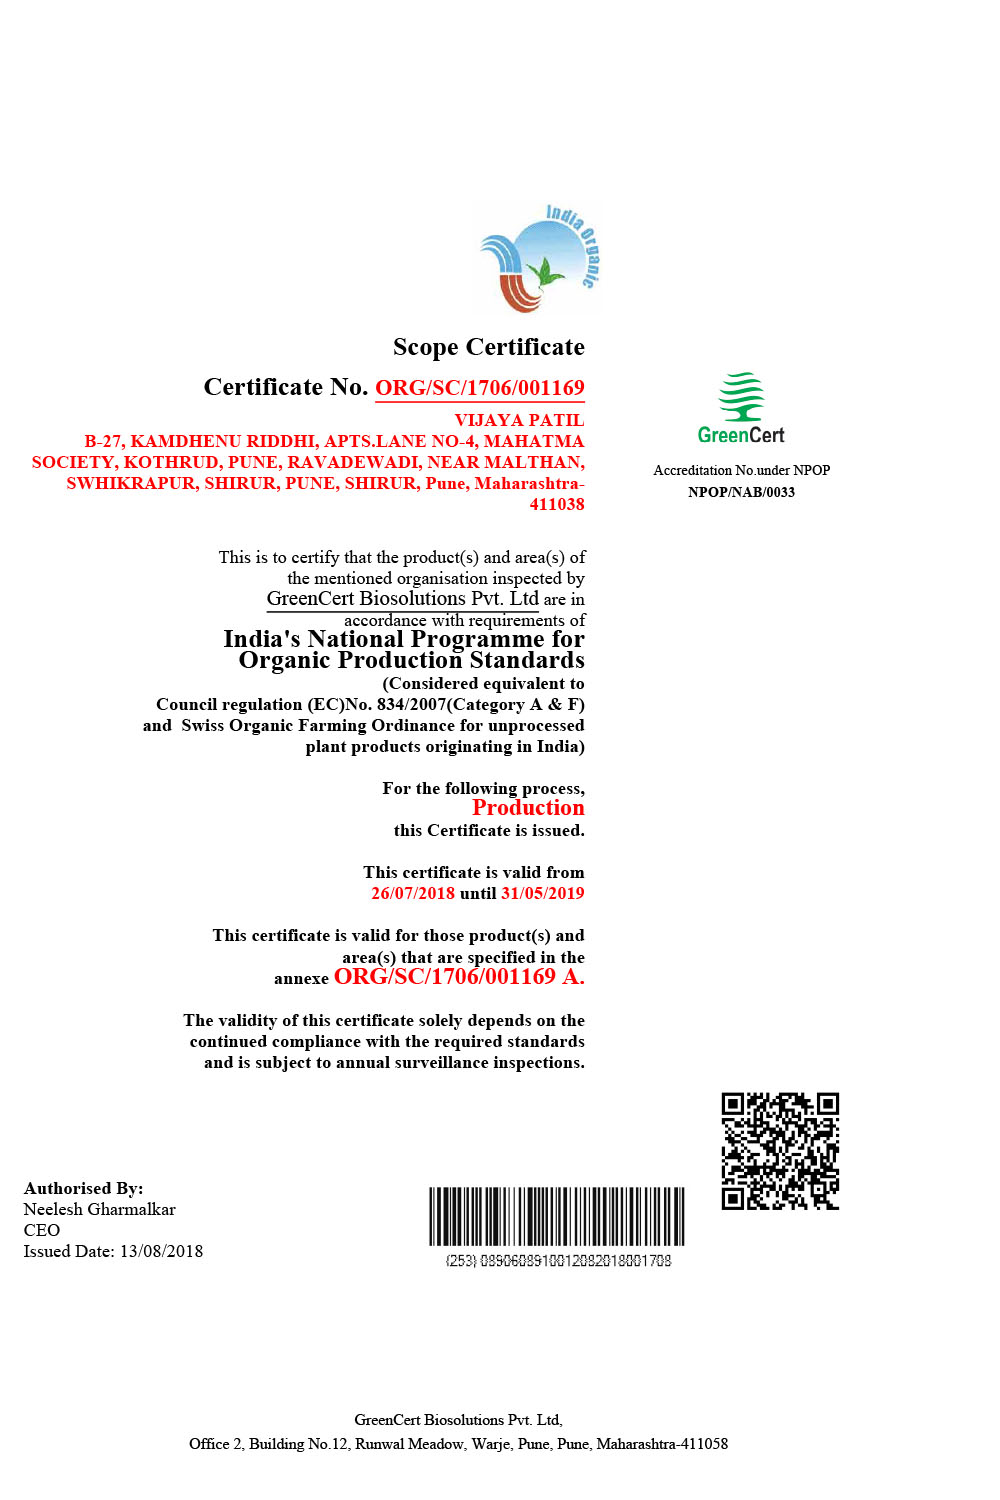 India Organic
Scope Certificate
Certificate No. ORG/SC/1706/001169
VIJAYA PATIL
B-27, KAMDHENU RIDDHI, APTS.LANE NO-4, MAHATMA
SOCIETY, KOTHRUD, PUNE, RAVADEWADI, NEAR MALTHAN,
SWHIKRAPUR, SHIRUR, PUNE, SHIRUR, Pune, Maharashtra-
411038
GreenCert
Accreditation No.under NPOP
NPOP/NAB/0033
This is to certify that the product(s) and area(s) of
the mentioned organisation inspected by
GreenCert Biosolutions Pvt. Ltd are in
accordance with requirements of
India's National Programme for
Organic Production Standards
(Considered equivalent to
Council regulation (EC)No. 834/2007(Category A & F)
and Swiss Organic Farming Ordinance for unprocessed
plant products originating in India)
For the following process,
Production
this Certificate is issued.
This certificate is valid from
26/07/2018 until 31/05/2019
This certificate is valid for those product(s) and
area(s) that are specified in the
annexe ORG/SC/1706/001169 A.
The validity of this certificate solely depends on the
continued compliance with the required standards
and is subject to annual surveillance inspections.
Authorised By:
Neelesh Gharmalkar
CEO
Issued Date: 13/08/2018
(253) 0890608910012082018001708
GreenCert Biosolutions Pvt. Ltd,
Office 2, Building No.12, Runwal Meadow, Warje, Pune, Pune, Maharashtra-411058